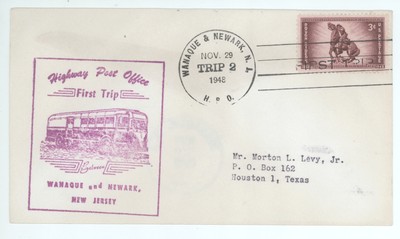 WANAQUE & NEWARK, N. J.
NOV. 29
TRIP 2
1948
H. P. O.
3¢
FIRST TRIP
Highway Post Office
First Trip
Between
WANAQUE and NEWARK,
NEW JERSEY
Mr. Morton L. Levy, Jr.
P. O. Box 162
Houston 1, Texas